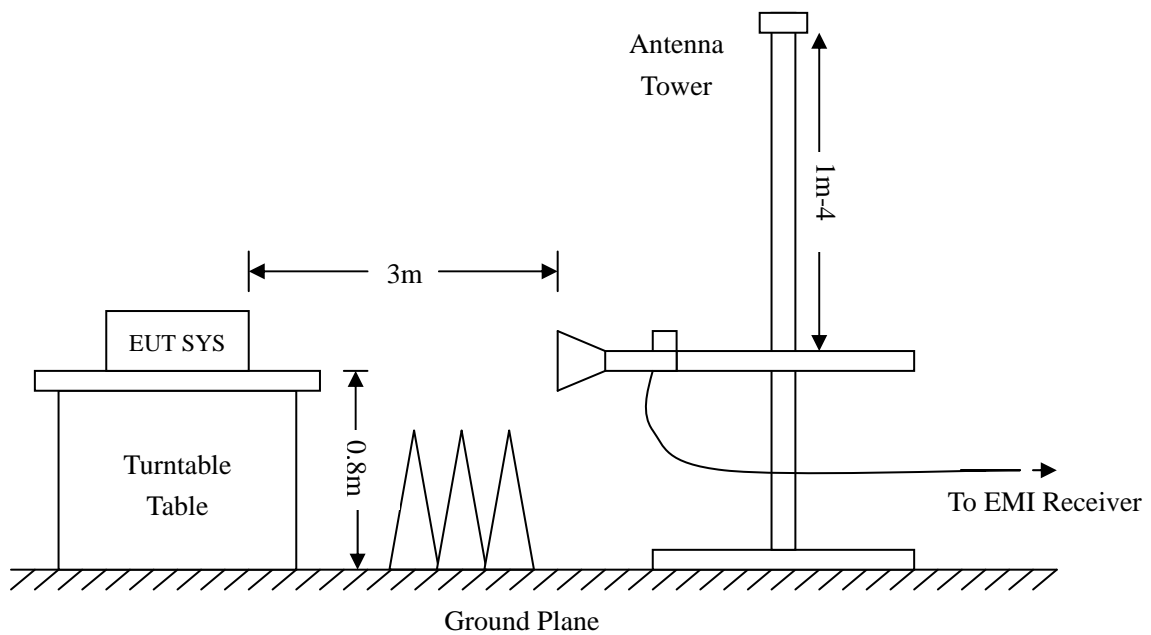 Antenna
Tower
1m-4
3m
EUT SYS
0.8m
Turntable
Table
To EMI Receiver
Ground Plane